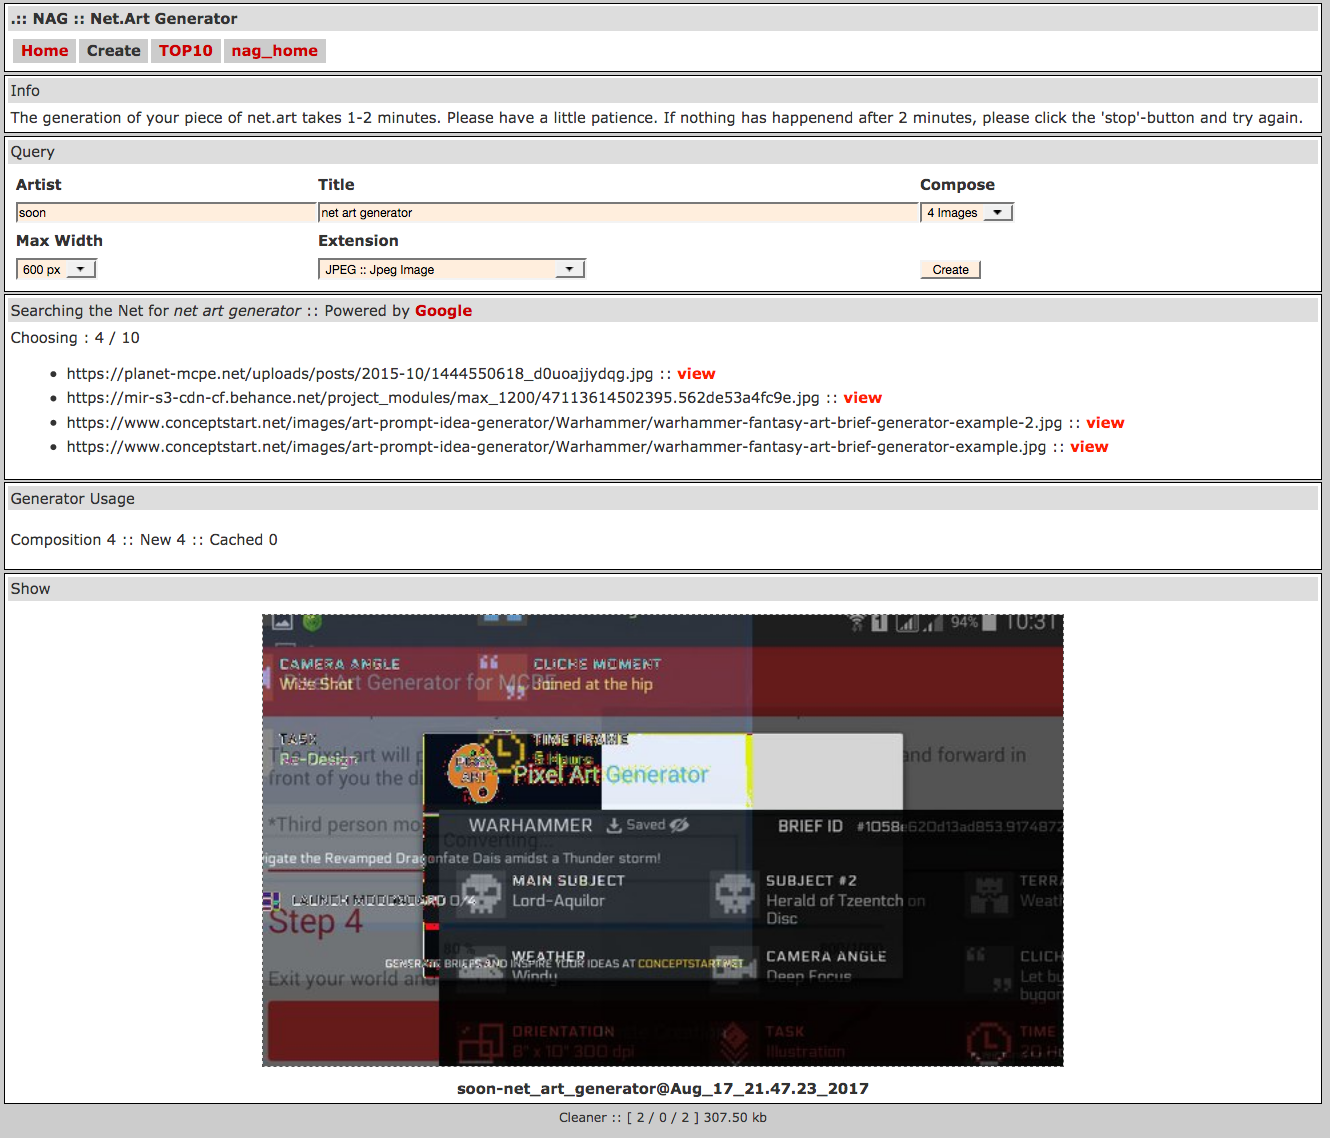 .:: NAG :: Net.Art Generator
Home Create TOP10 nag_home
Info
The generation of your piece of net.art takes 1-2 minutes. Please have a little patience. If nothing has happenend after 2 minutes, please click the 'stop'-button and try again.
Query
Artist Title Compose
soon net art generator 4 Images
Max Width Extension
600 px JPEG :: Jpeg Image Create
Searching the Net for net art generator :: Powered by Google
Choosing : 4 / 10
https://planet-mcpe.net/uploads/posts/2015-10/1444550618_d0uoajjydqg.jpg :: view
https://mir-s3-cdn-cf.behance.net/project_modules/max_1200/47113614502395.562de53a4fc9e.jpg :: view
https://www.conceptstart.net/images/art-prompt-idea-generator/Warhammer/warhammer-fantasy-art-brief-generator-example-2.jpg :: view
https://www.conceptstart.net/images/art-prompt-idea-generator/Warhammer/warhammer-fantasy-art-brief-generator-example.jpg :: view
Generator Usage
Composition 4 :: New 4 :: Cached 0
Show
1 94% 10:31
CAMERA ANGLE CLICHE MOMENT
Wide Shot Joined at the hip
Pixel Art Generator for MCPE
TASK TIME FRAME
The pixel art will and forward in
Re-Design 5 Hours
front of you the
PIXEL ART Pixel Art Generator
*Third person WARHAMMER Saved BRIEF ID #1058e620d13ad853.9174872
Converting...
igate the Revamped Dragonfate Dais amidst a Thunder storm!
MAIN SUBJECT SUBJECT #2
Lord-Aquilor Herald of Tzeentch on
Disc
LAUNCH MOODBOARD 0/4
Step 4
80 %
WEATHER CAMERA ANGLE
GENERATE BRIEFS AND INSPIRE YOUR IDEAS AT CONCEPTSTART.NET
Windy Deep Focus
Exit your world and
Let by
ORIENTATION TASK TIME
8" x 10" 300 dpi Illustration
soon-net_art_generator@Aug_17_21.47.23_2017
Cleaner :: [ 2 / 0 / 2 ] 307.50 kb